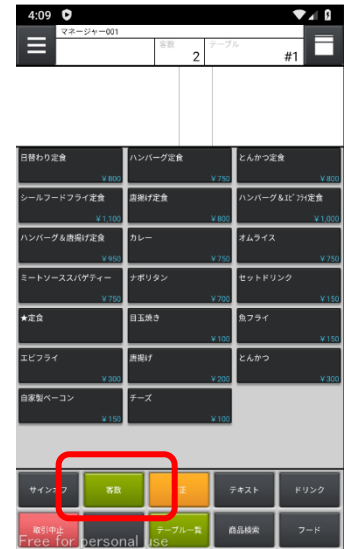 4:09
マネージャー001
客数
2
テーブル
#1
日替わり定食
¥800
ハンバーグ定食
¥750
とんかつ定食
¥800
シールフードフライ定食
¥1,100
唐揚げ定食
¥800
ハンバーグ&エビフライ定食
¥1,000
ハンバーグ&唐揚げ定食
¥950
カレー
¥750
オムライス
¥750
ミートソーススパゲティー
¥750
ナポリタン
¥700
セットドリンク
¥150
★定食
目玉焼き
¥100
魚フライ
¥150
エビフライ
¥300
唐揚げ
¥200
とんかつ
¥300
自家製ベーコン
¥150
チーズ
¥100
サインオフ
客数
正
テキスト
ドリンク
取引中止
テーブル一覧
商品検索
フード
Free for personal use